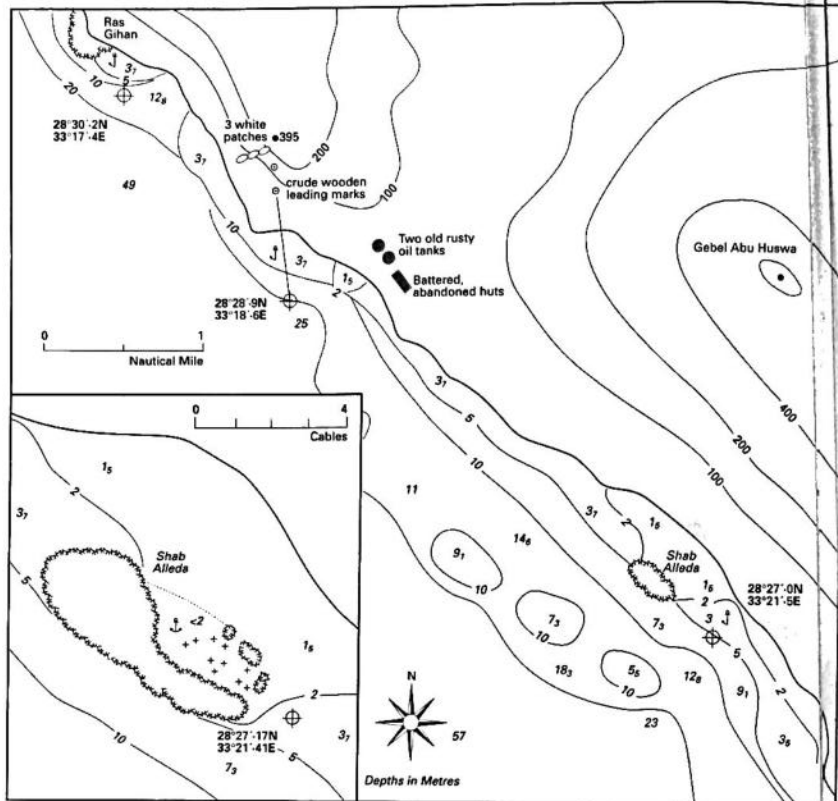 Ras
Gihan
3₇
10
5
20
12₈
28°30'·2N
33°17'·4E
3 white
patches
395
200
crude wooden
leading marks
100
3₇
49
10
Two old rusty
oil tanks
Gebel Abu Huswa
3₇
1₅
Battered,
abandoned huts
2
28°28'·9N
33°18'·6E
25
0
1
Nautical Mile
3₇
5
400
10
200
100
11
3₁
2
1₆
14₆
9₁
10
Shab
Alleda
1₆
28°27'·0N
33°21'·5E
2
3
7₃
7₃
10
5
18₃
5₅
10
12₈
9₁
2
23
3₅
N
57
Depths in Metres
0
4
Cables
1₅
2
3₇
Shab
Alleda
5
<2
1₆
2
10
28°27'·17N
33°21'·41E
5
3₇
7₃